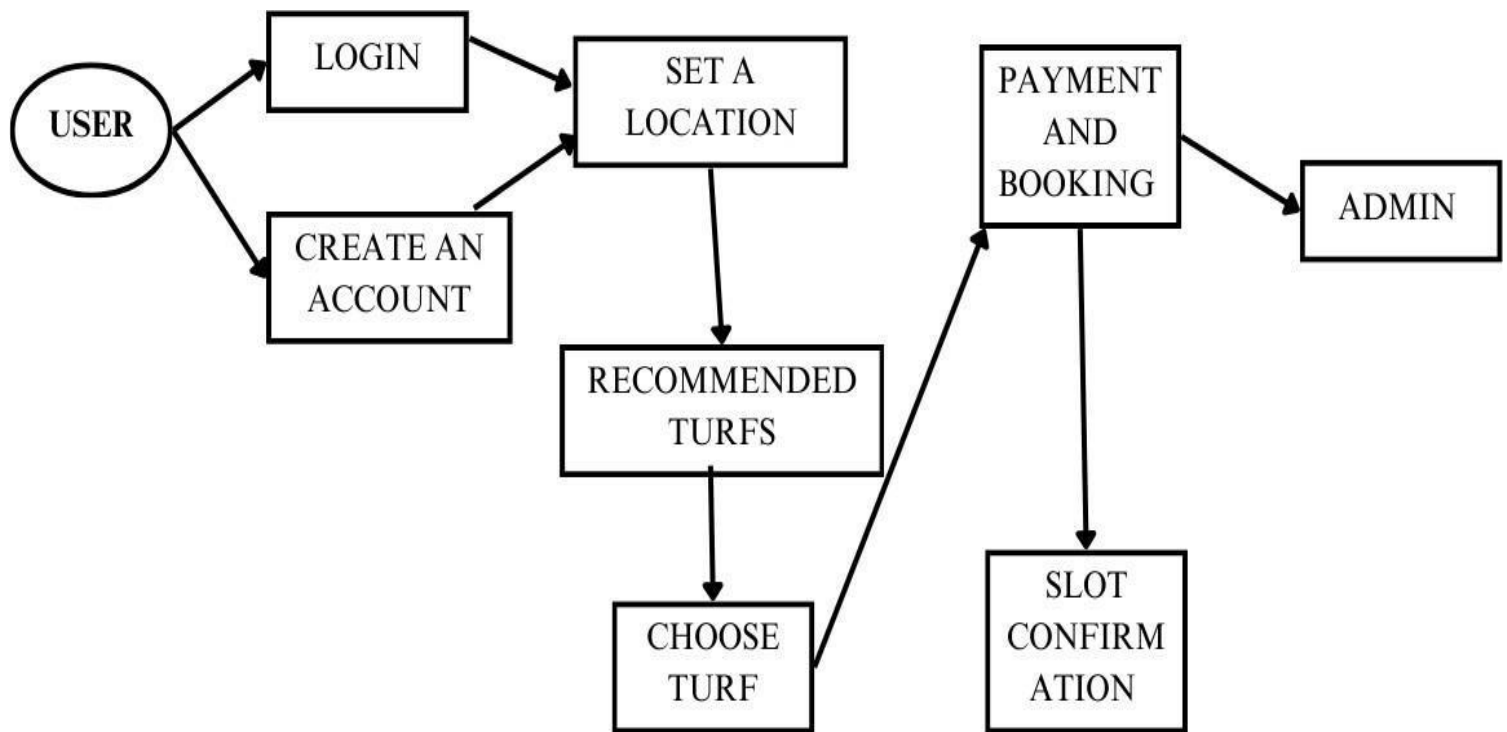 USER
LOGIN
CREATE AN
ACCOUNT
SET A
LOCATION
RECOMMENDED
TURFS
CHOOSE
TURF
PAYMENT
AND
BOOKING
ADMIN
SLOT
CONFIRM
ATION